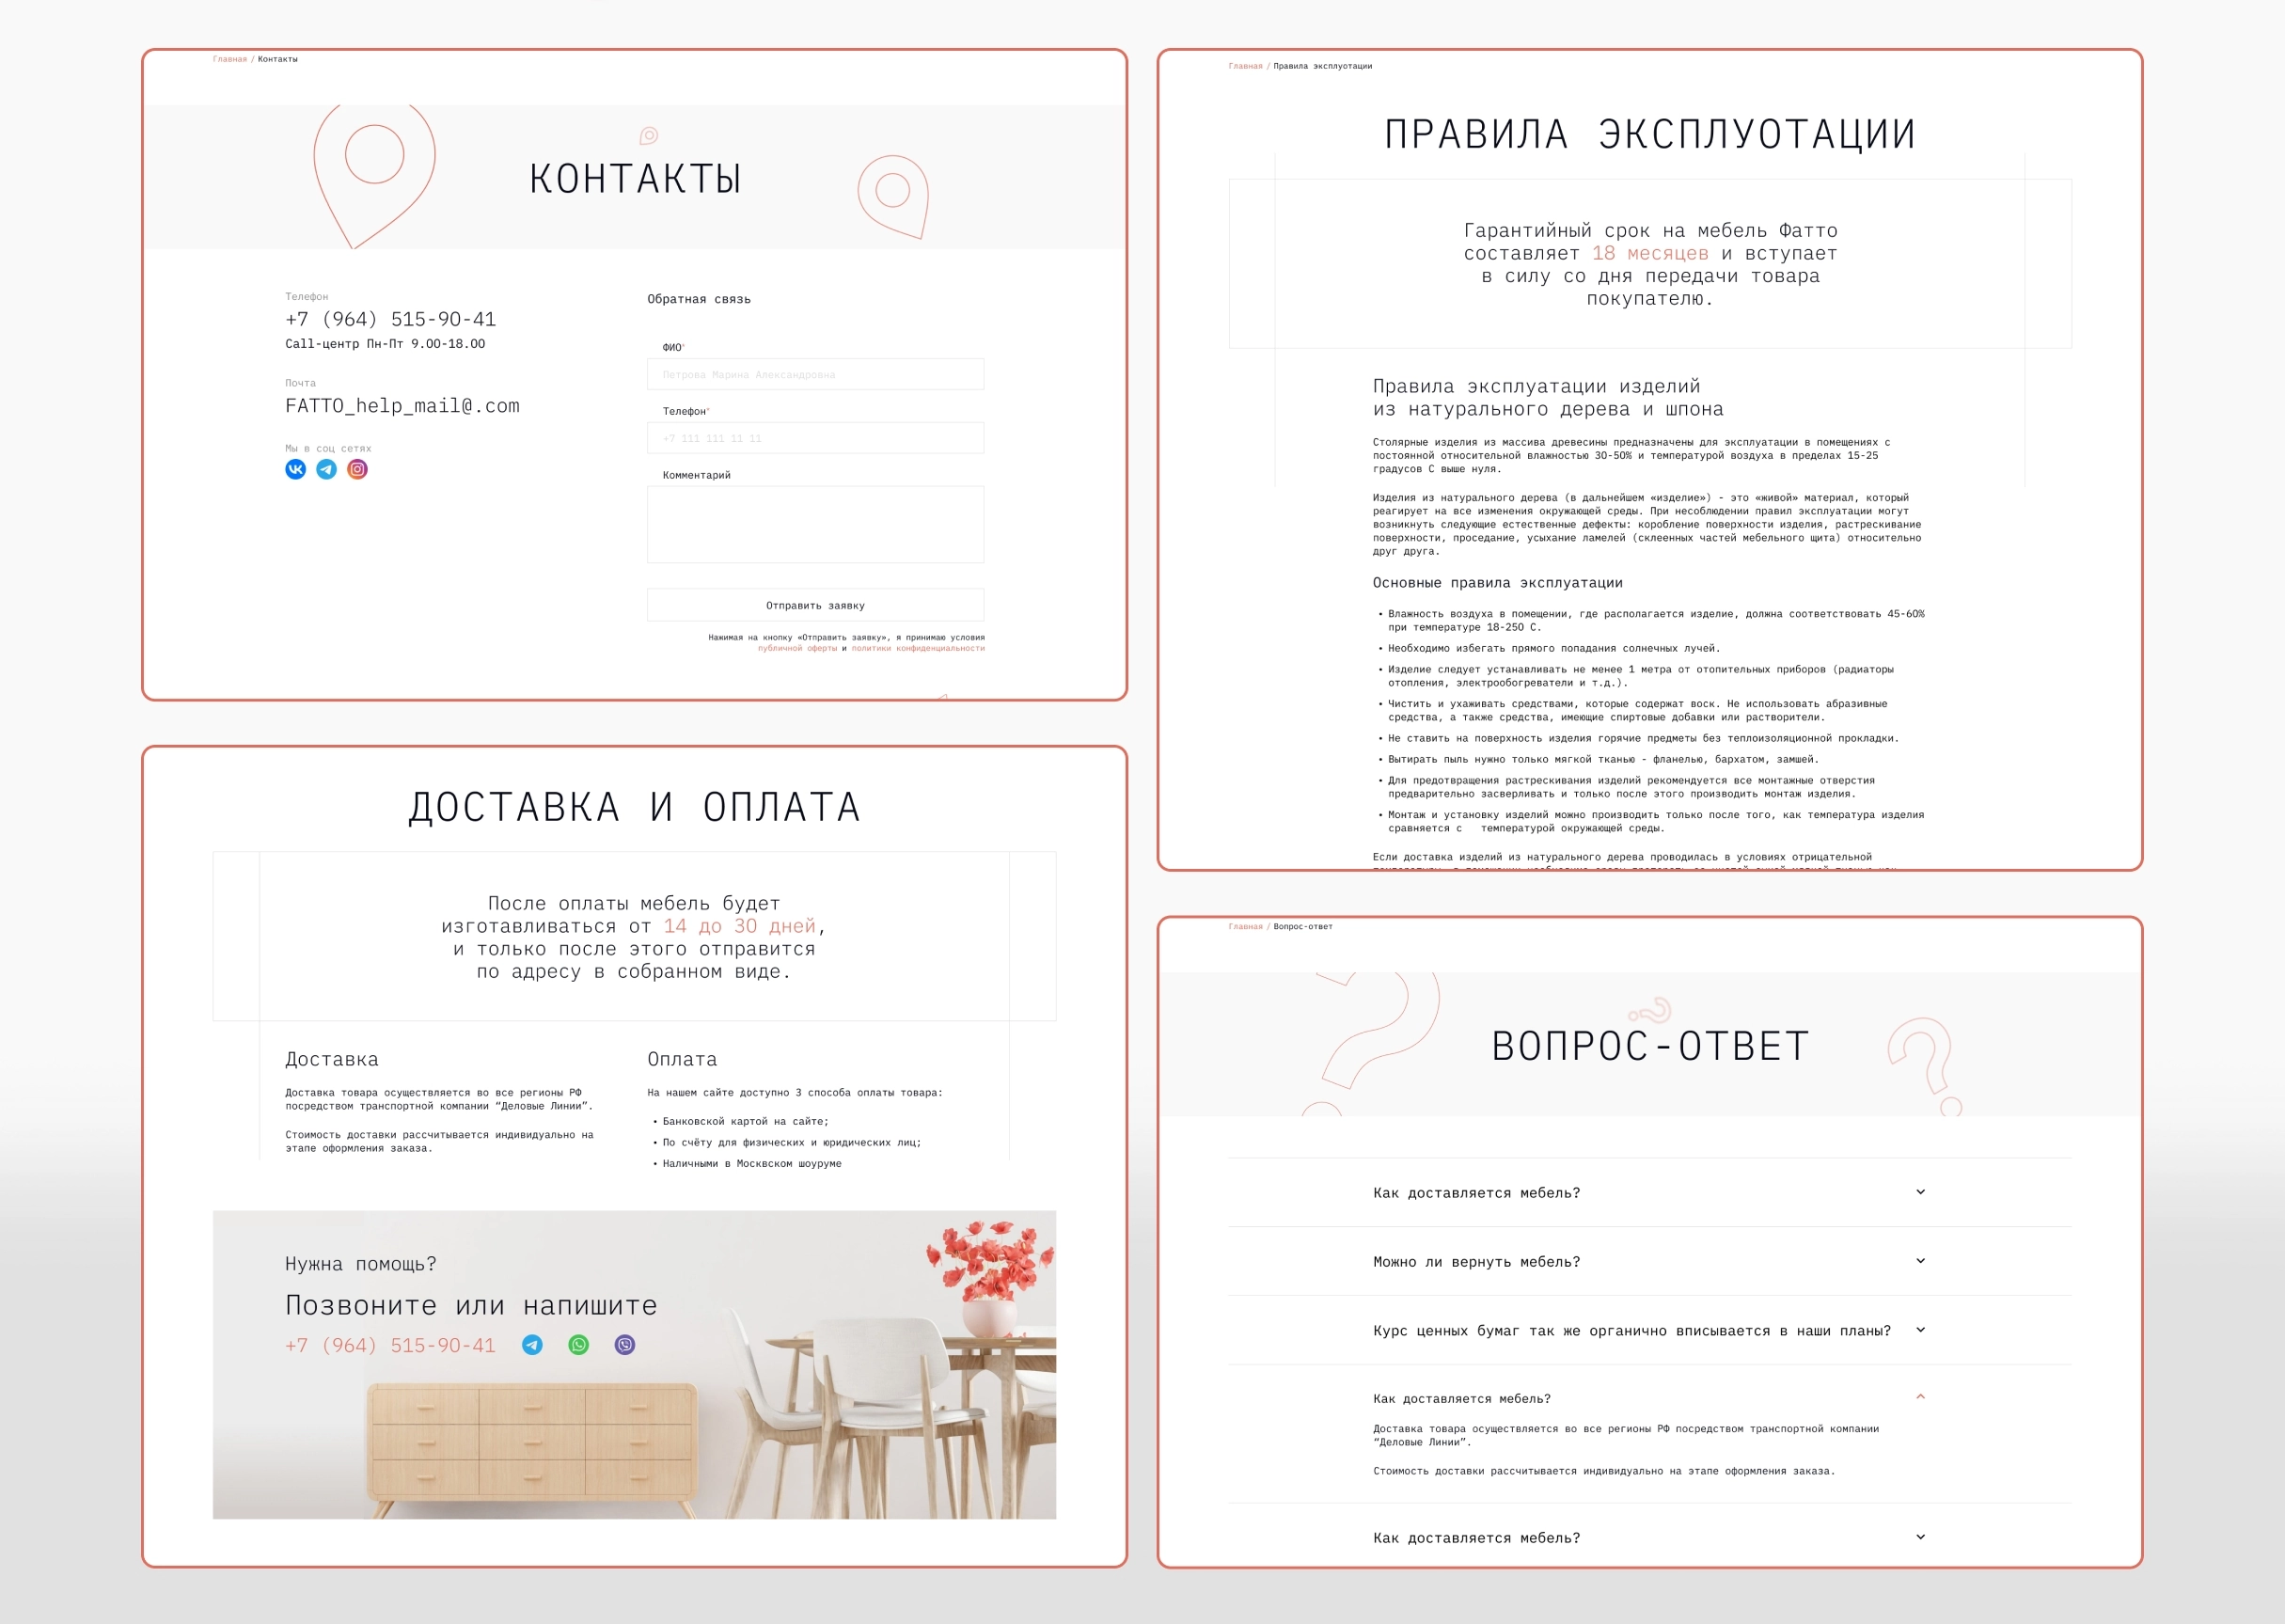 Главная / Контакты
КОНТАКТЫ
Телефон
+7 (964) 515-90-41
Call-центр Пн-Пт 9.00-18.00
Почта
FATTO_help_mail@.com
Мы в соц сетях
Обратная связь
ФИО*
Петрова Марина Александровна
Телефон*
+7 111 111 11 11
Комментарий
Отправить заявку
Нажимая на кнопку «Отправить заявку», я принимаю условия
публичной оферты и политики конфиденциальности
ДОСТАВКА И ОПЛАТА
После оплаты мебель будет
изготавливаться от 14 до 30 дней,
и только после этого отправится
по адресу в собранном виде.
Доставка
Доставка товара осуществляется во все регионы РФ
посредством транспортной компании “Деловые Линии”.
Стоимость доставки рассчитывается индивидуально на
этапе оформления заказа.
Оплата
На нашем сайте доступно 3 способа оплаты товара:
• Банковской картой на сайте;
• По счёту для физических и юридических лиц;
• Наличными в Москвском шоуруме
Нужна помощь?
Позвоните или напишите
+7 (964) 515-90-41
Главная / Правила эксплуотации
ПРАВИЛА ЭКСПЛУОТАЦИИ
Гарантийный срок на мебель Фатто
составляет 18 месяцев и вступает
в силу со дня передачи товара
покупателю.
Правила эксплуатации изделий
из натурального дерева и шпона
Столярные изделия из массива древесины предназначены для эксплуатации в помещениях с
постоянной относительной влажностью 30-50% и температурой воздуха в пределах 15-25
градусов С выше нуля.
Изделия из натурального дерева (в дальнейшем «изделие») - это «живой» материал, который
реагирует на все изменения окружающей среды. При несоблюдении правил эксплуатации могут
возникнуть следующие естественные дефекты: коробление поверхности изделия, растрескивание
поверхности, проседание, усыхание ламелей (склеенных частей мебельного щита) относительно
друг друга.
Основные правила эксплуатации
• Влажность воздуха в помещении, где располагается изделие, должна соответствовать 45-60%
при температуре 18-250 С.
• Необходимо избегать прямого попадания солнечных лучей.
• Изделие следует устанавливать не менее 1 метра от отопительных приборов (радиаторы
отопления, электрообогреватели и т.д.).
• Чистить и ухаживать средствами, которые содержат воск. Не использовать абразивные
средства, а также средства, имеющие спиртовые добавки или растворители.
• Не ставить на поверхность изделия горячие предметы без теплоизоляционной прокладки.
• Вытирать пыль нужно только мягкой тканью - фланелью, бархатом, замшей.
• Для предотвращения растрескивания изделий рекомендуется все монтажные отверстия
предварительно засверливать и только после этого производить монтаж изделия.
• Монтаж и установку изделий можно производить только после того, как температура изделия
сравняется с температурой окружающей среды.
Если доставка изделий из натурального дерева проводилась в условиях отрицательной
Главная / Вопрос-ответ
ВОПРОС-ОТВЕТ
Как доставляется мебель?
Можно ли вернуть мебель?
Курс ценных бумаг так же органично вписывается в наши планы?
Как доставляется мебель?
Доставка товара осуществляется во все регионы РФ посредством транспортной компании
“Деловые Линии”.
Стоимость доставки рассчитывается индивидуально на этапе оформления заказа.
Как доставляется мебель?